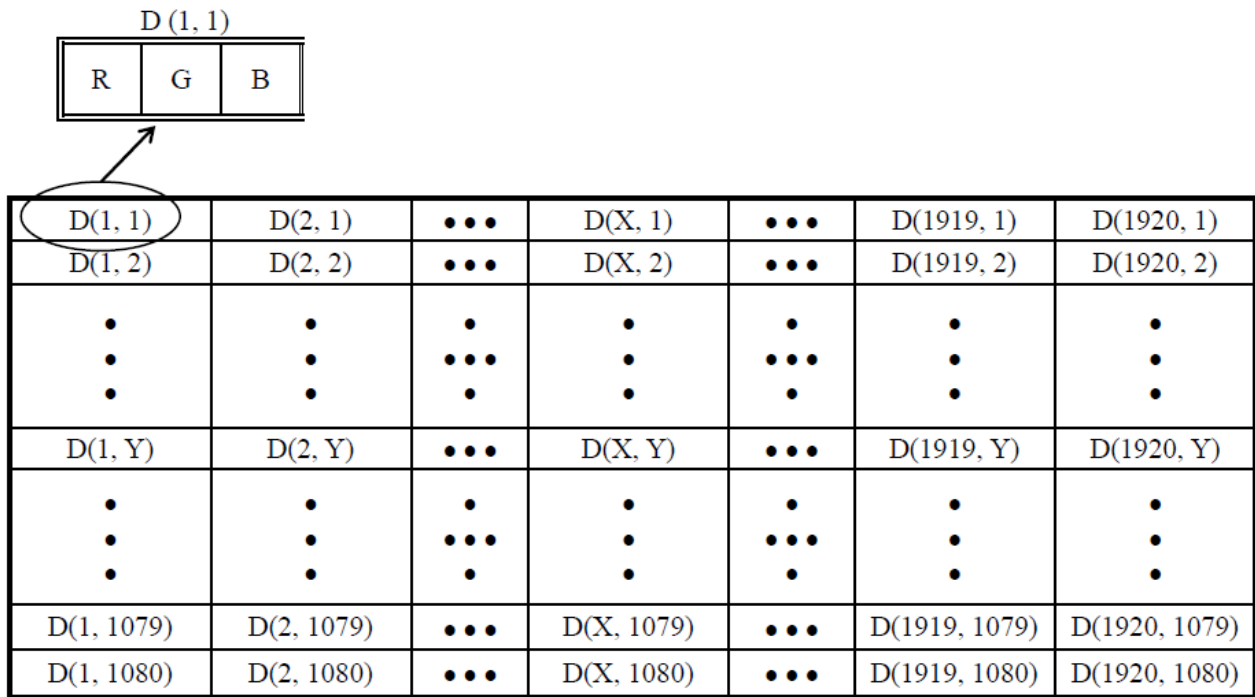 D (1, 1)
R G B
D(1, 1) D(2, 1) ●●● D(X, 1) ●●● D(1919, 1) D(1920, 1)
D(1, 2) D(2, 2) ●●● D(X, 2) ●●● D(1919, 2) D(1920, 2)
● ● ● ● ● ● ●
● ● ●●● ● ●●● ● ●
● ● ● ● ● ● ●
D(1, Y) D(2, Y) ●●● D(X, Y) ●●● D(1919, Y) D(1920, Y)
● ● ● ● ● ● ●
● ● ●●● ● ●●● ● ●
● ● ● ● ● ● ●
D(1, 1079) D(2, 1079) ●●● D(X, 1079) ●●● D(1919, 1079) D(1920, 1079)
D(1, 1080) D(2, 1080) ●●● D(X, 1080) ●●● D(1919, 1080) D(1920, 1080)